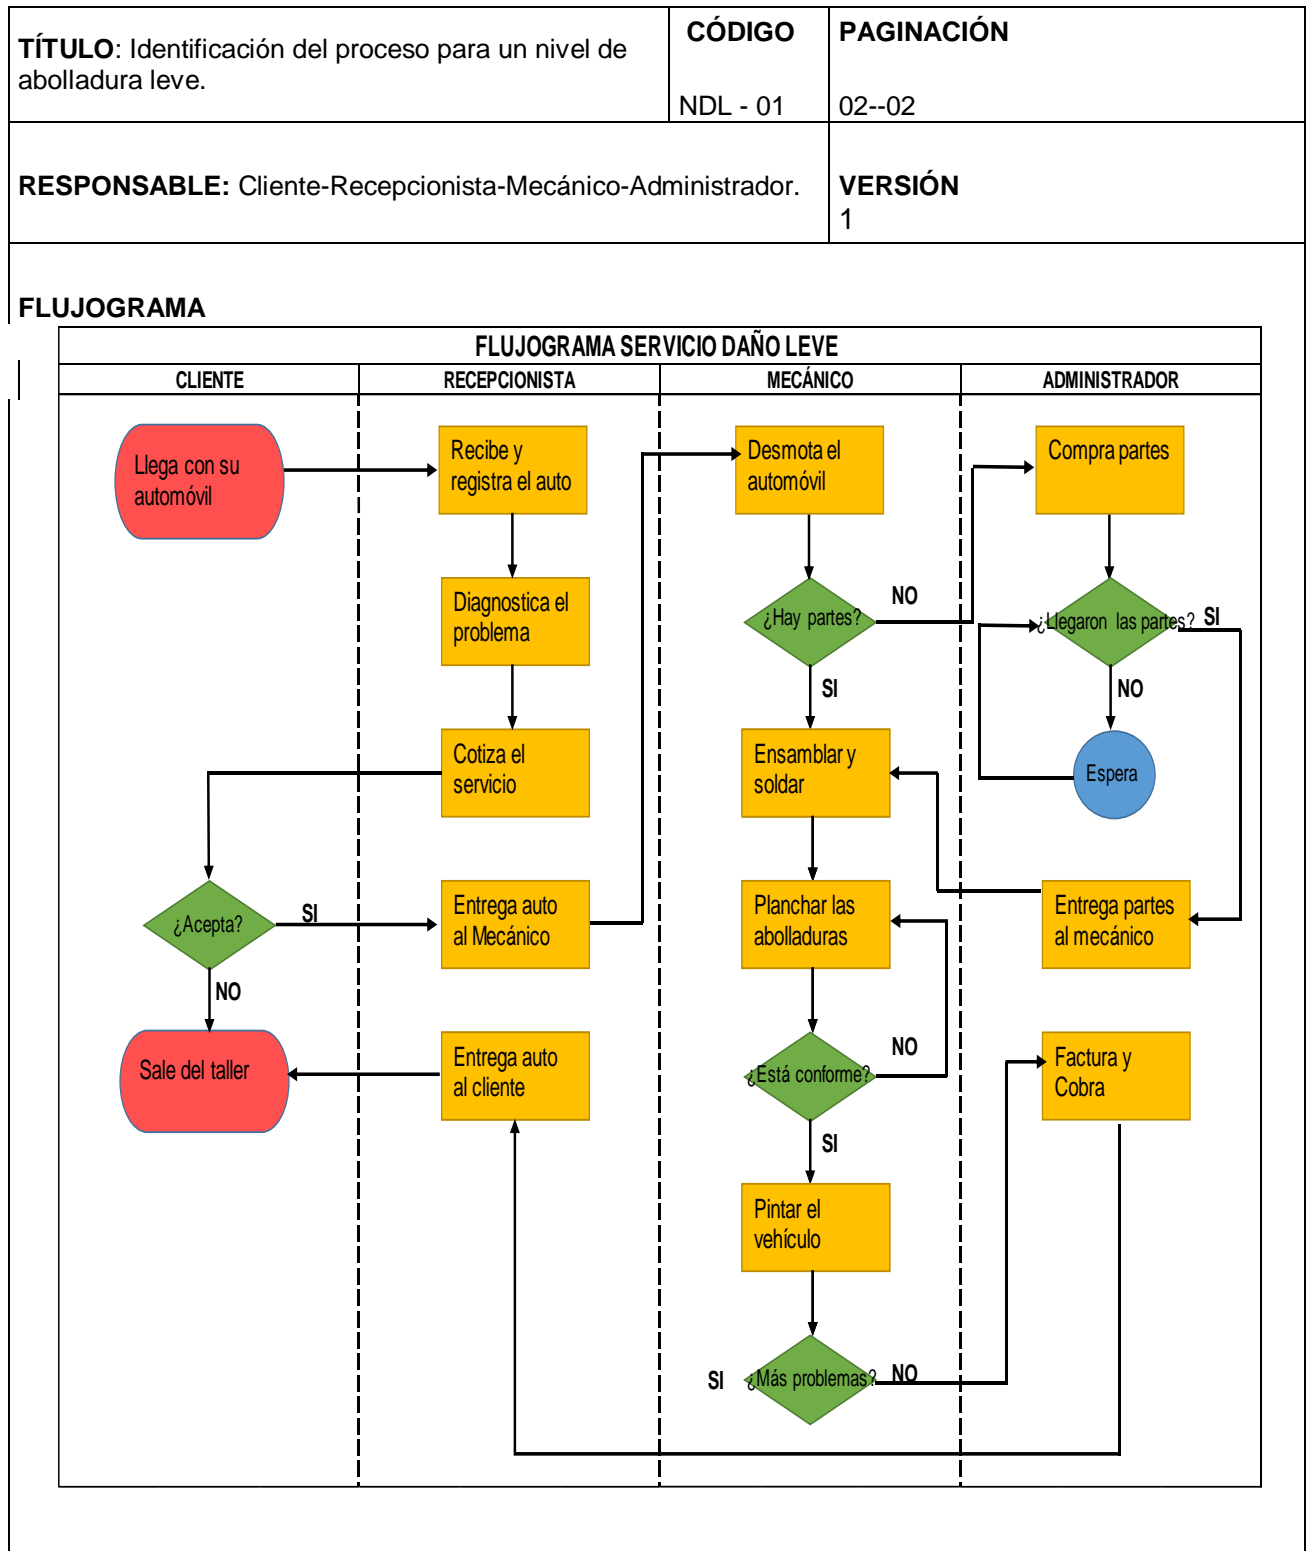 TÍTULO: Identificación del proceso para un nivel de
abolladura leve.
CÓDIGO
NDL - 01
PAGINACIÓN
02--02
RESPONSABLE: Cliente-Recepcionista-Mecánico-Administrador.
VERSIÓN
1
FLUJOGRAMA
FLUJOGRAMA SERVICIO DAÑO LEVE
CLIENTE
RECEPCIONISTA
MECÁNICO
ADMINISTRADOR
Llega con su
automóvil
Recibe y
registra el auto
Desmota el
automóvil
Compra partes
Diagnostica el
problema
¿Hay partes?
NO
¿Llegaron las partes?
SI
SI
NO
Cotiza el
servicio
Ensamblar y
soldar
Espera
¿Acepta?
SI
Entrega auto
al Mecánico
Planchar las
abolladuras
Entrega partes
al mecánico
NO
Sale del taller
Entrega auto
al cliente
¿Está conforme?
NO
Factura y
Cobra
SI
Pintar el
vehículo
SI
¿Más problemas?
NO